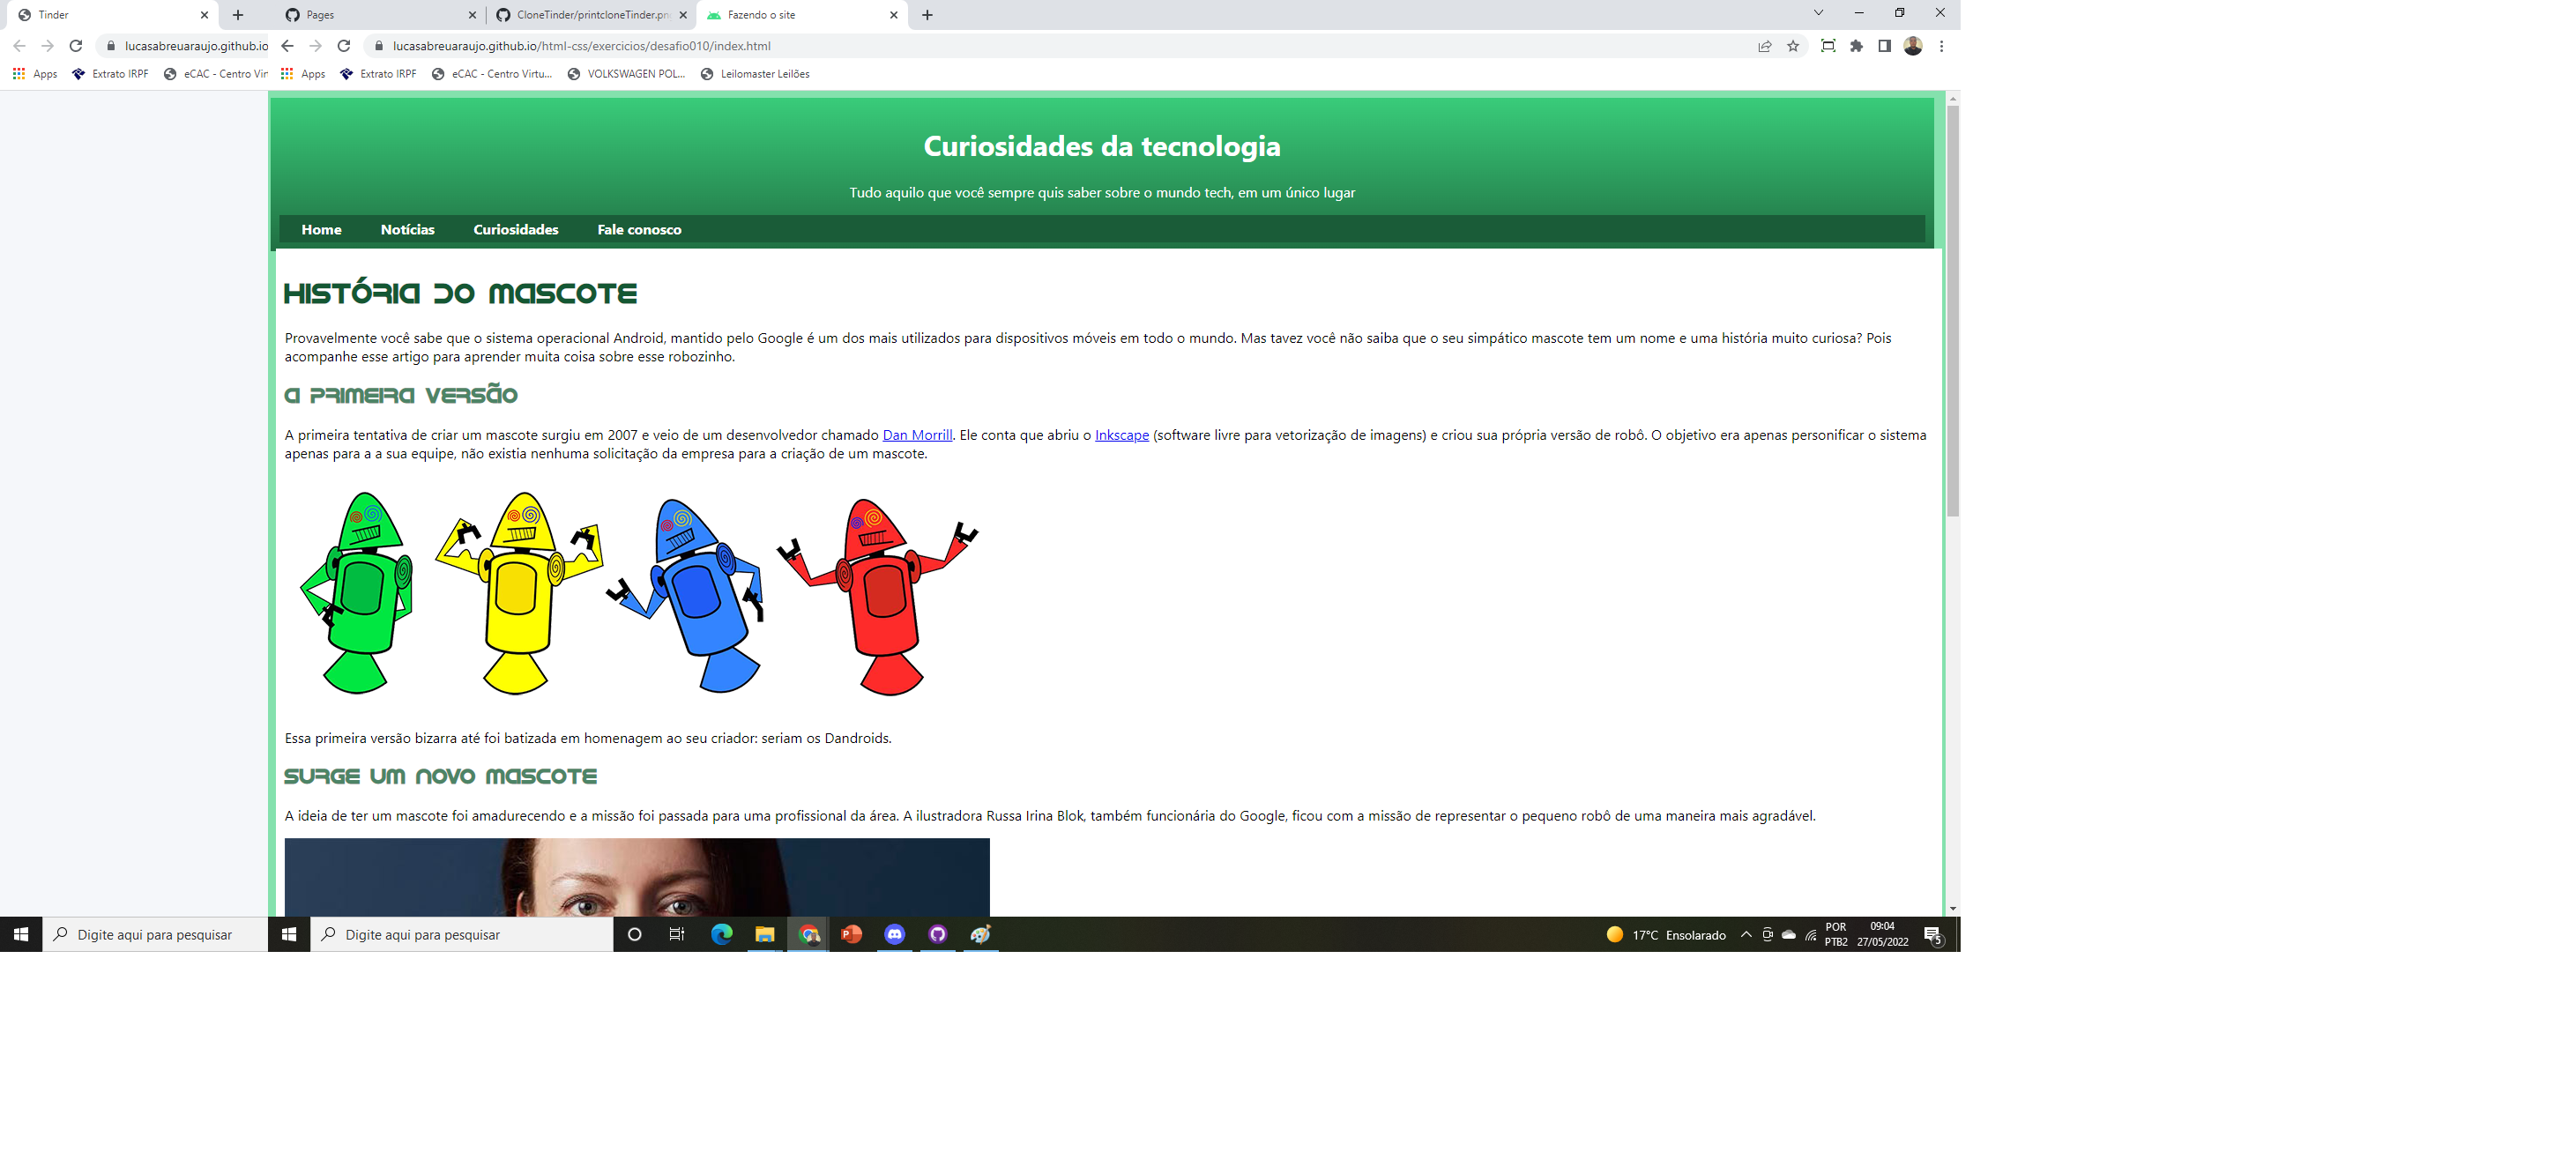 Tinder
Pages
CloneTinder/printcloneTinder.pn
Fazendo o site
lucasabreuaraujo.github.io
lucasabreuaraujo.github.io/html-css/exercicios/desafio010/index.html
Apps Extrato IRPF eCAC - Centro Vir
Apps Extrato IRPF eCAC - Centro Virtu... VOLKSWAGEN POL... Leilomaster Leilões
Curiosidades da tecnologia
Tudo aquilo que você sempre quis saber sobre o mundo tech, em um único lugar
Home Notícias Curiosidades Fale conosco
HISTÓRIA DO MASCOTE
Provavelmente você sabe que o sistema operacional Android, mantido pelo Google é um dos mais utilizados para dispositivos móveis em todo o mundo. Mas tavez você não saiba que o seu simpático mascote tem um nome e uma história muito curiosa? Pois
acompanhe esse artigo para aprender muita coisa sobre esse robozinho.
A PRIMEIRA VERSÃO
A primeira tentativa de criar um mascote surgiu em 2007 e veio de um desenvolvedor chamado Dan Morrill. Ele conta que abriu o Inkscape (software livre para vetorização de imagens) e criou sua própria versão de robô. O objetivo era apenas personificar o sistema
apenas para a a sua equipe, não existia nenhuma solicitação da empresa para a criação de um mascote.
Essa primeira versão bizarra até foi batizada em homenagem ao seu criador: seriam os Dandroids.
SURGE UM NOVO MASCOTE
A ideia de ter um mascote foi amadurecendo e a missão foi passada para uma profissional da área. A ilustradora Russa Irina Blok, também funcionária do Google, ficou com a missão de representar o pequeno robô de uma maneira mais agradável.
Digite aqui para pesquisar
Digite aqui para pesquisar
17°C Ensolarado
POR
PTB2
09:04
27/05/2022
5